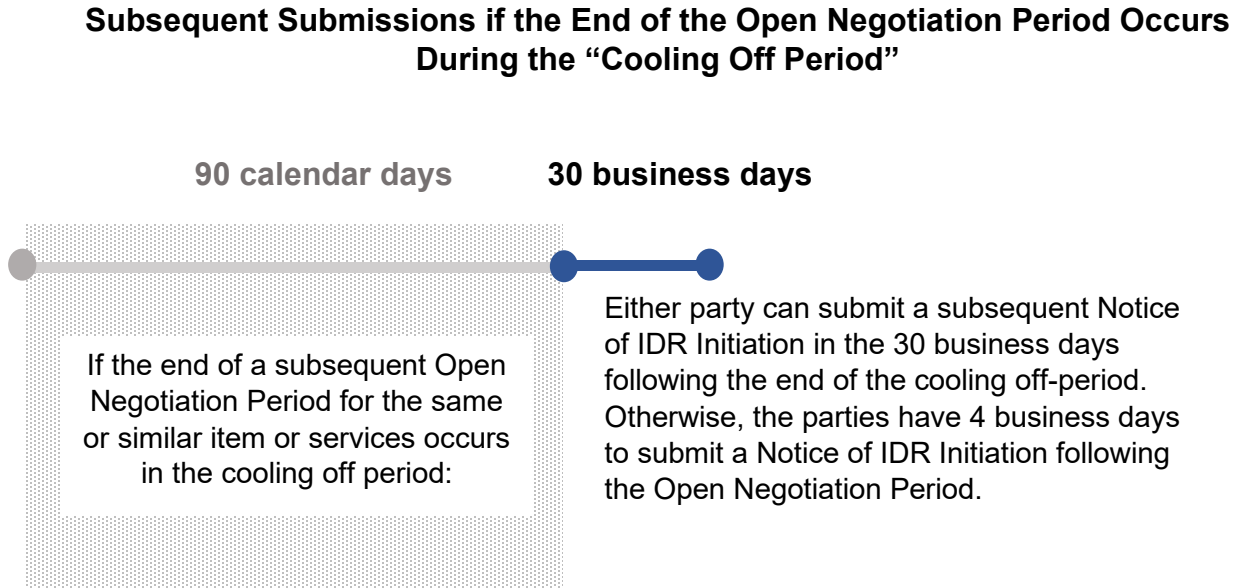 Subsequent Submissions if the End of the Open Negotiation Period Occurs
During the “Cooling Off Period”
90 calendar days
30 business days
If the end of a subsequent Open
Negotiation Period for the same
or similar item or services occurs
in the cooling off period:
Either party can submit a subsequent Notice
of IDR Initiation in the 30 business days
following the end of the cooling off-period.
Otherwise, the parties have 4 business days
to submit a Notice of IDR Initiation following
the Open Negotiation Period.